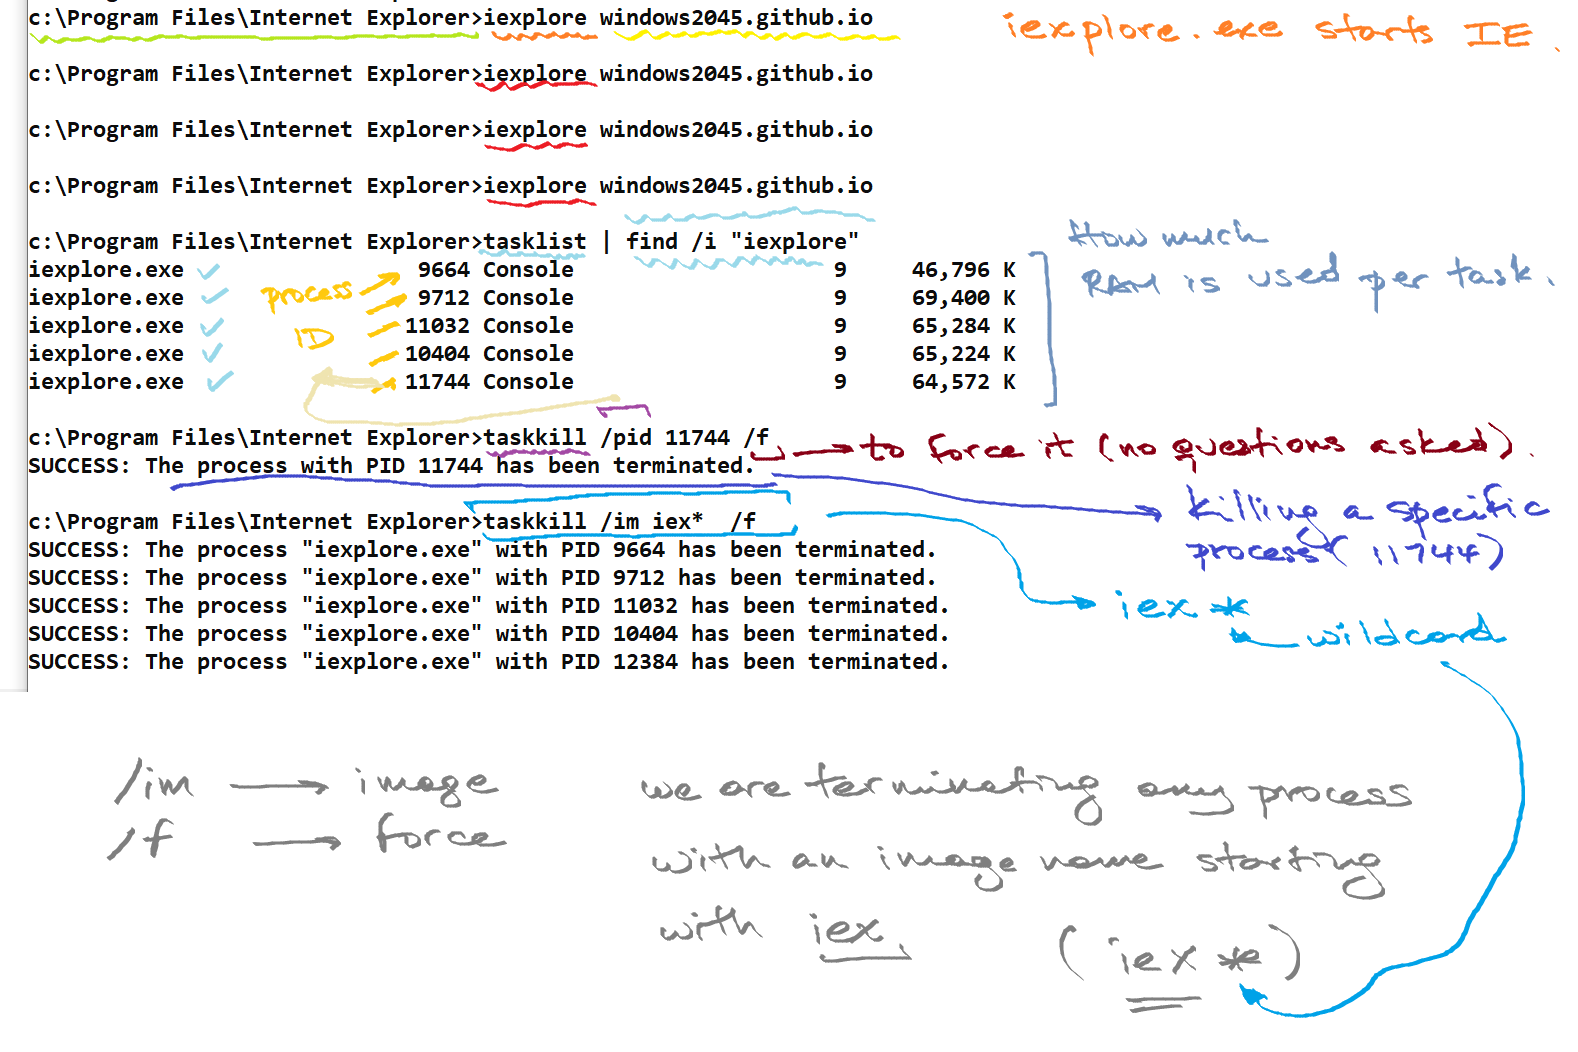 c:\Program Files\Internet Explorer>iexplore windows2045.github.io
iexplore.exe starts IE.
c:\Program Files\Internet Explorer>iexplore windows2045.github.io
c:\Program Files\Internet Explorer>iexplore windows2045.github.io
c:\Program Files\Internet Explorer>iexplore windows2045.github.io
c:\Program Files\Internet Explorer>tasklist | find /i "iexplore"
iexplore.exe 9664 Console 9 46,796 K
iexplore.exe 9712 Console 9 69,400 K
iexplore.exe 11032 Console 9 65,284 K
iexplore.exe 10404 Console 9 65,224 K
iexplore.exe 11744 Console 9 64,572 K
process
ID
How much
RAM is used per task.
c:\Program Files\Internet Explorer>taskkill /pid 11744 /f
to force it (no questions asked).
SUCCESS: The process with PID 11744 has been terminated.
killing a specific
process (11744)
c:\Program Files\Internet Explorer>taskkill /im iex*  /f
SUCCESS: The process "iexplore.exe" with PID 9664 has been terminated.
SUCCESS: The process "iexplore.exe" with PID 9712 has been terminated.
SUCCESS: The process "iexplore.exe" with PID 11032 has been terminated.
SUCCESS: The process "iexplore.exe" with PID 10404 has been terminated.
SUCCESS: The process "iexplore.exe" with PID 12384 has been terminated.
iex *
wildcard
/im → image
/f → force
we are terminating any process
with an image name starting
with iex.
(iex *)